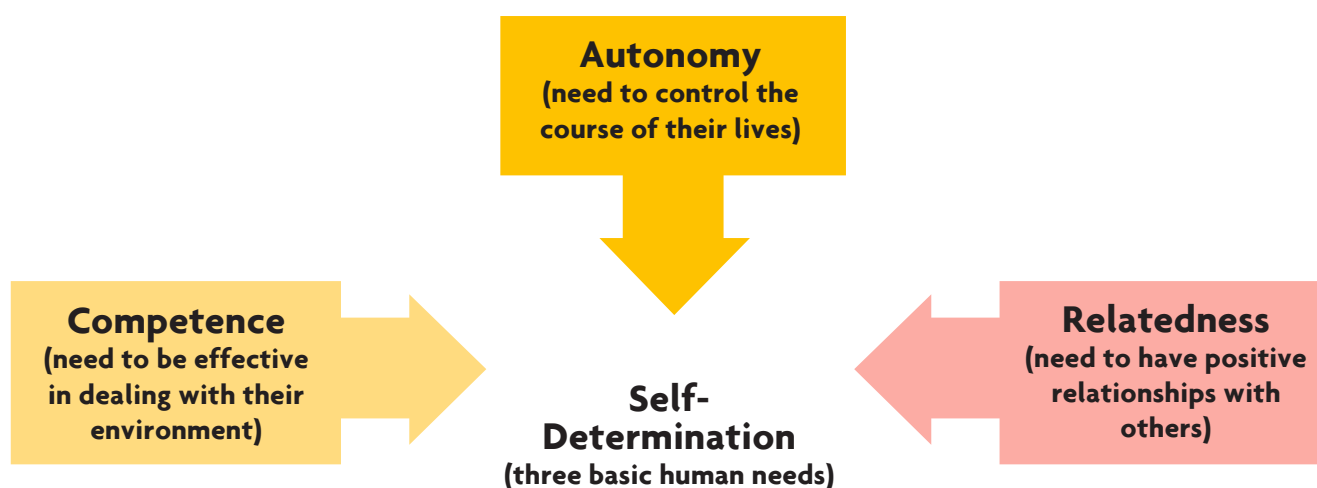 Autonomy
(need to control the
course of their lives)
Competence
(need to be effective
in dealing with their
environment)
Relatedness
(need to have positive
relationships with
others)
Self-
Determination
(three basic human needs)